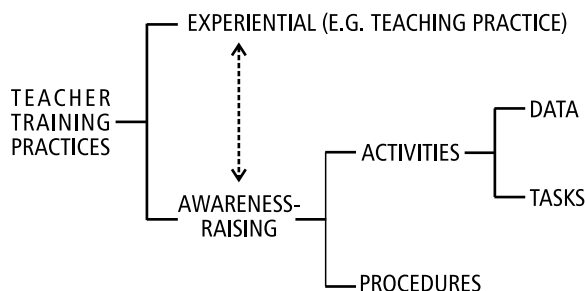 EXPERIENTIAL (E.G. TEACHING PRACTICE)
TEACHER
TRAINING
PRACTICES
DATA
ACTIVITIES
TASKS
AWARENESS-
RAISING
PROCEDURES